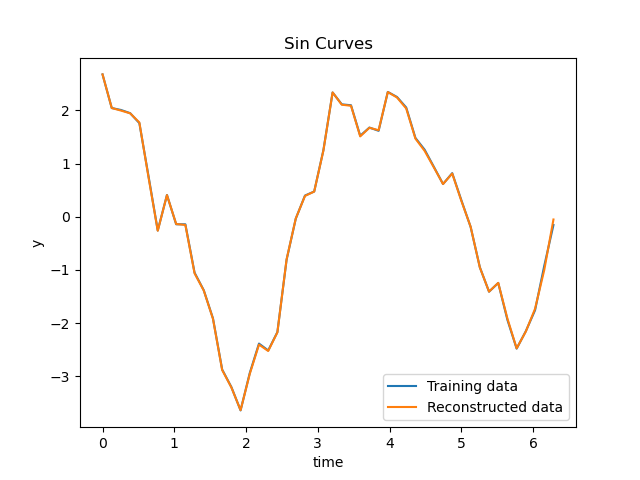 Sin Curves
y
2
1
0
−1
−2
−3
0 1 2 3 4 5 6
time
Training data
Reconstructed data